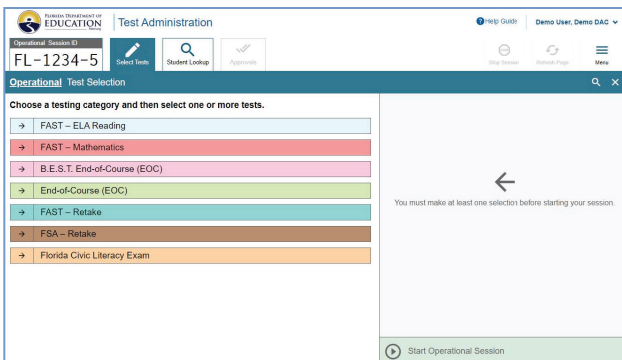 FLORIDA DEPARTMENT OF
EDUCATION
Test Administration
Help Guide
Demo User, Demo DAC
Operational Session ID
FL-1234-5
Select Tests
Student Lookup
Approvals
Stop Session
Refresh Page
Menu
Operational Test Selection
Choose a testing category and then select one or more tests.
FAST – ELA Reading
FAST – Mathematics
B.E.S.T. End-of-Course (EOC)
End-of-Course (EOC)
FAST – Retake
FSA – Retake
Florida Civic Literacy Exam
You must make at least one selection before starting your session.
Start Operational Session